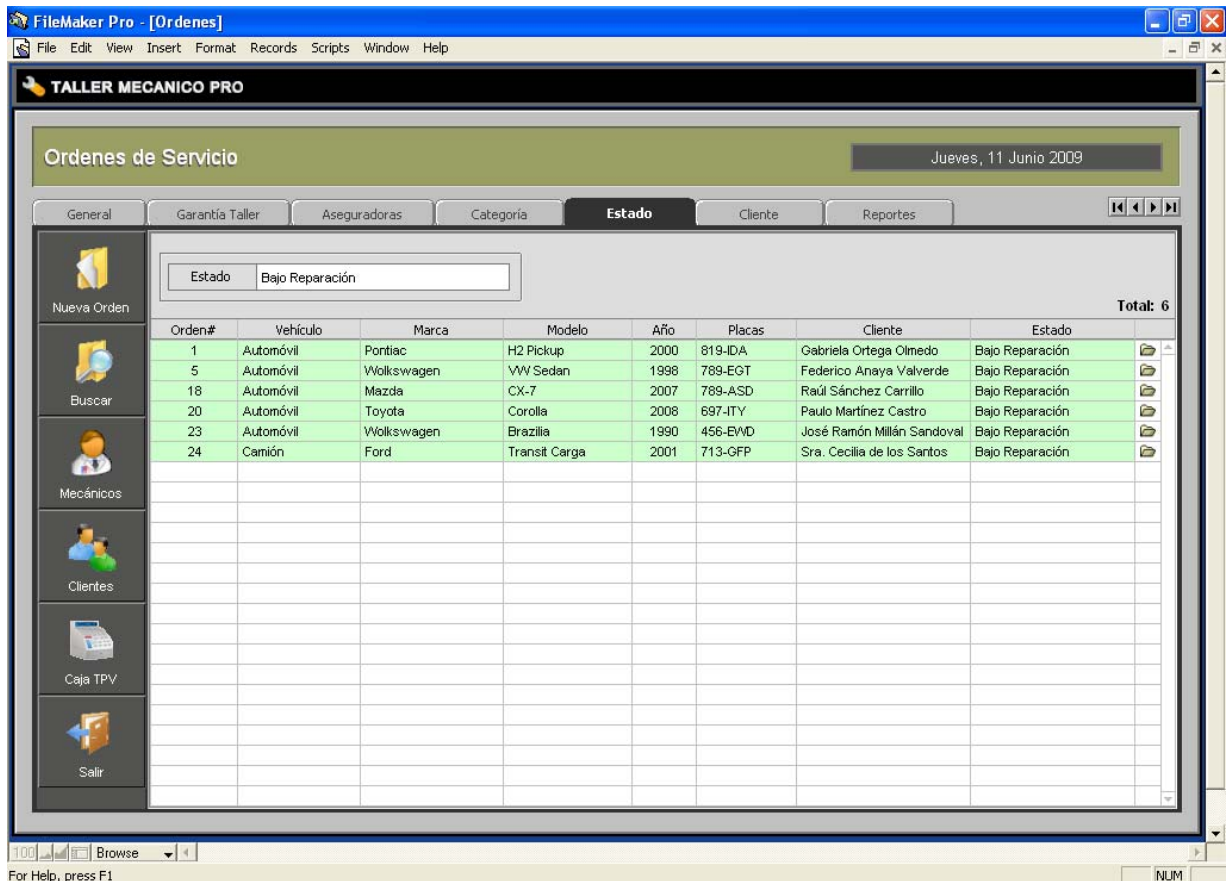 FileMaker Pro - [Ordenes]
File Edit View Insert Format Records Scripts Window Help
TALLER MECANICO PRO
Ordenes de Servicio
Jueves, 11 Junio 2009
General Garantía Taller Aseguradoras Categoría Estado Cliente Reportes
Nueva Orden
Buscar
Mecánicos
Clientes
Caja TPV
Salir
Estado Bajo Reparación
Total: 6
Orden# Vehículo Marca Modelo Año Placas Cliente Estado
1 Automóvil Pontiac H2 Pickup 2000 819-IDA Gabriela Ortega Olmedo Bajo Reparación
5 Automóvil Wolkswagen VW Sedan 1998 789-EGT Federico Anaya Valverde Bajo Reparación
18 Automóvil Mazda CX-7 2007 789-ASD Raúl Sánchez Carrillo Bajo Reparación
20 Automóvil Toyota Corolla 2008 697-ITY Paulo Martínez Castro Bajo Reparación
23 Automóvil Wolkswagen Brazilia 1990 456-EWD José Ramón Millán Sandoval Bajo Reparación
24 Camión Ford Transit Carga 2001 713-GFP Sra. Cecilia de los Santos Bajo Reparación
100 Browse
For Help, press F1 NUM